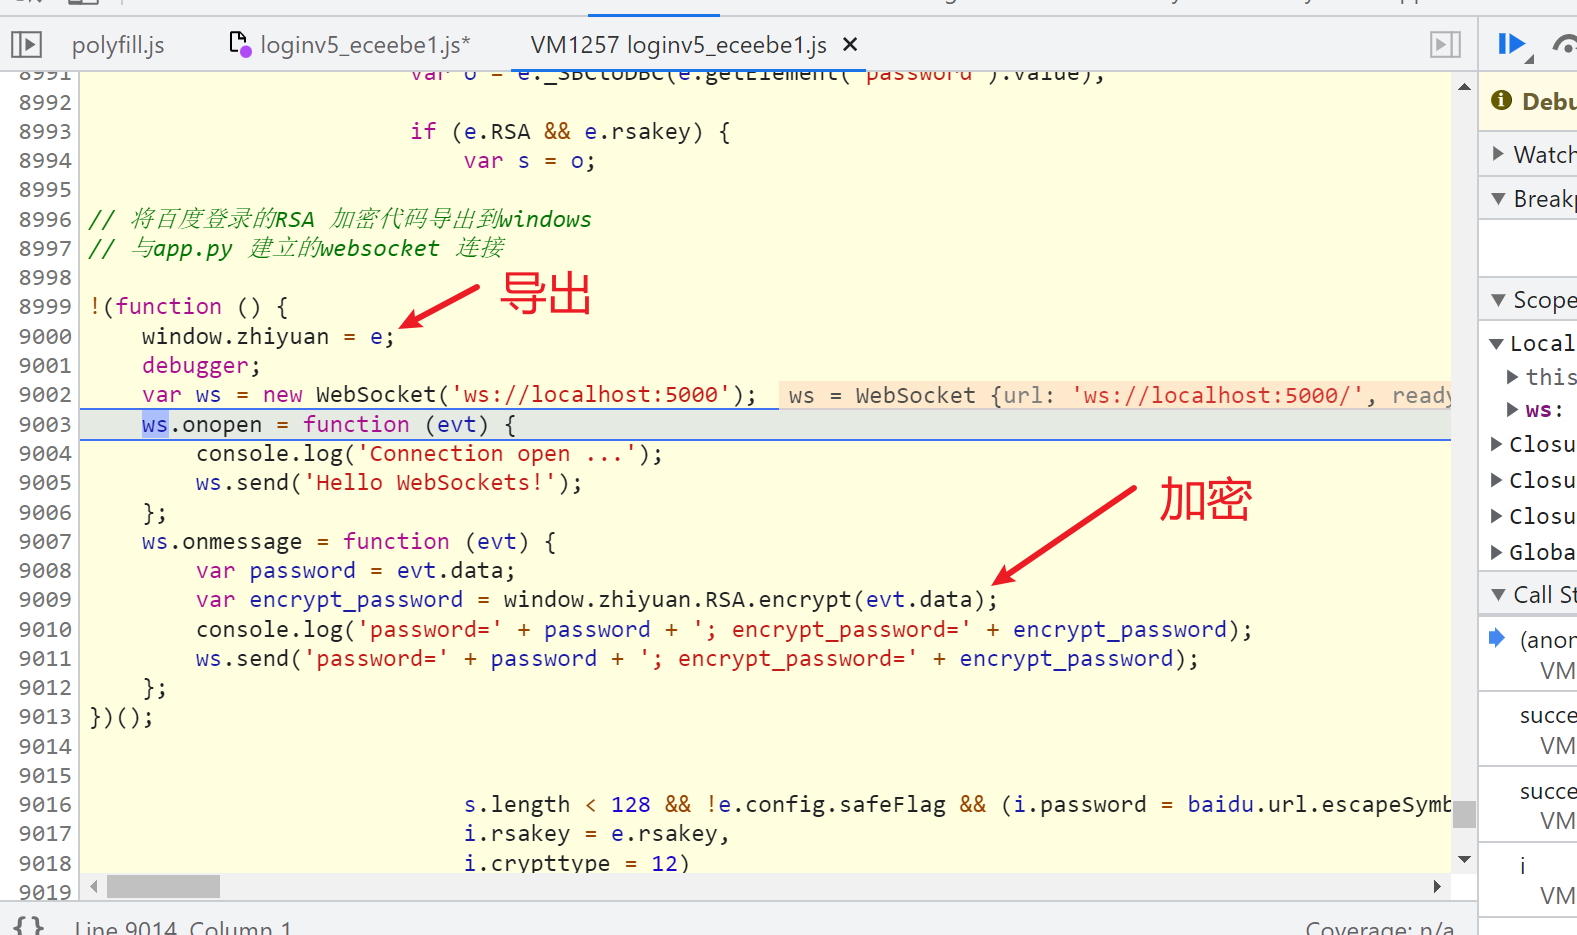 polyfill.js
loginv5_eceebe1.js*
VM1257 loginv5_eceebe1.js ×
8991 var o = e._SBCtoDBC(e.getElement("password").value),
8992
8993 if (e.RSA && e.rsakey) {
8994 var s = o;
8995
8996 // 将百度登录的RSA 加密代码导出到windows
8997 // 与app.py 建立的websocket 连接
8998
导出
8999 !(function () {
9000 window.zhiyuan = e;
9001 debugger;
9002 var ws = new WebSocket('ws://localhost:5000'); ws = WebSocket {url: 'ws://localhost:5000/', ready
9003 ws.onopen = function (evt) {
9004 console.log('Connection open ...');
9005 ws.send('Hello WebSockets!');
加密
9006 };
9007 ws.onmessage = function (evt) {
9008 var password = evt.data;
9009 var encrypt_password = window.zhiyuan.RSA.encrypt(evt.data);
9010 console.log('password=' + password + '; encrypt_password=' + encrypt_password);
9011 ws.send('password=' + password + '; encrypt_password=' + encrypt_password);
9012 };
9013 })();
9014
9015
9016 s.length < 128 && !e.config.safeFlag && (i.password = baidu.url.escapeSymb
9017 i.rsakey = e.rsakey,
9018 i.crypttype = 12)
9019
{} Line 9014, Column 1
Coverage: n/a
Debu
Watch
Breakp
Scope
Local
this
ws:
Closu
Closu
Closu
Globa
Call St
(anon
VM
succe
VM
succe
VM
i
VM